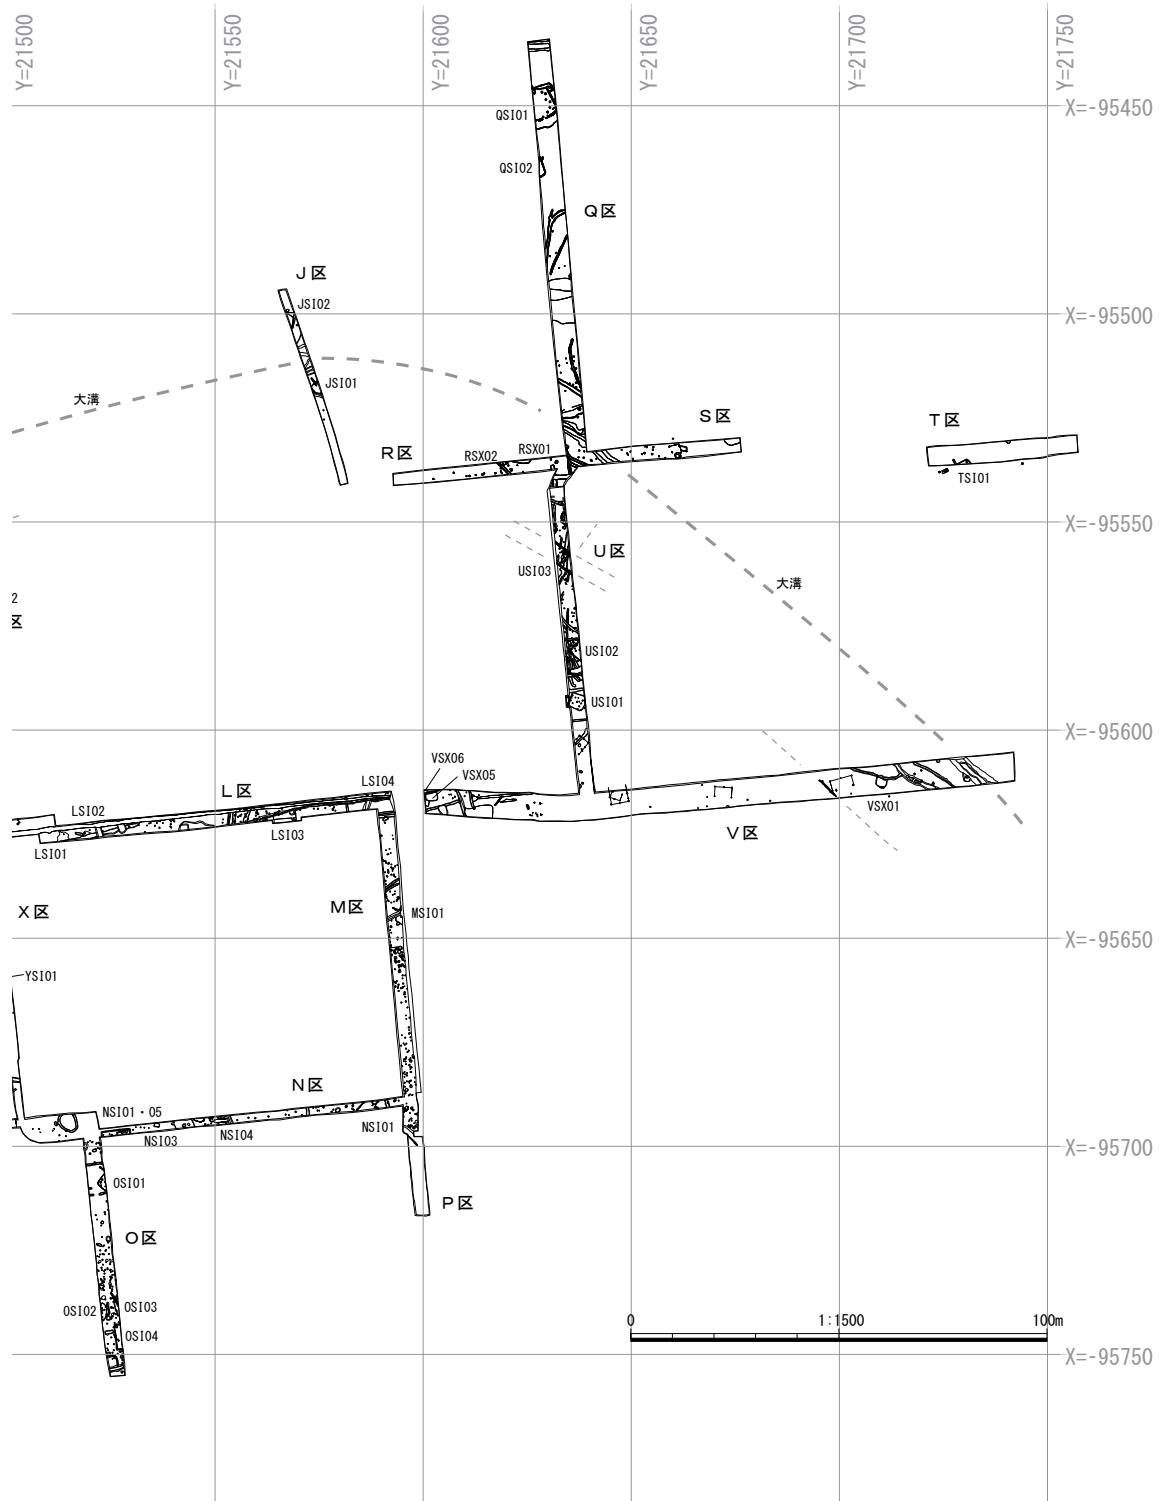 Y=21500
Y=21550
Y=21600
Y=21650
Y=21700
Y=21750
X=-95450
QSI01
QSI02
Q区
J区
JSI02
X=-95500
JSI01
大溝
S区
T区
R区
RSX02
RSX01
TSI01
X=-95550
U区
USI03
大溝
2
区
USI02
USI01
X=-95600
VSX06
VSX05
LSI04
L区
LSI02
VSX01
V区
LSI03
LSI01
X区
M区
MSI01
X=-95650
YSI01
N区
NSI01・05
NSI03
NSI04
NSI01
X=-95700
OSI01
P区
O区
OSI02
OSI03
OSI04
0
1:1500
100m
X=-95750